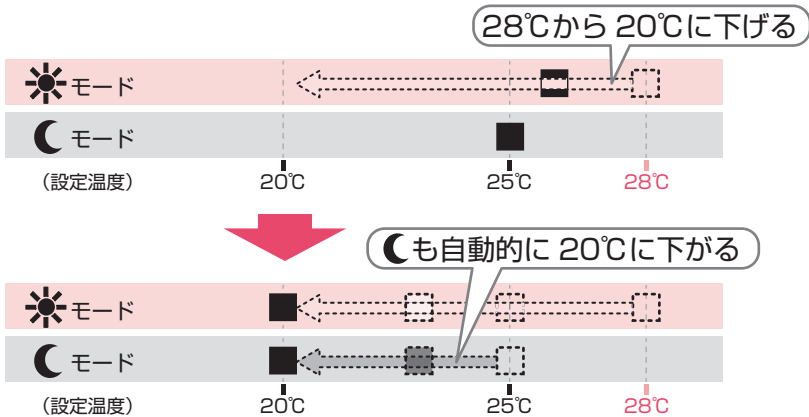 28℃から 20℃に下げる
モード
モード
(設定温度) 20℃ 25℃ 28℃
も自動的に 20℃に下がる
モード
モード
(設定温度) 20℃ 25℃ 28℃